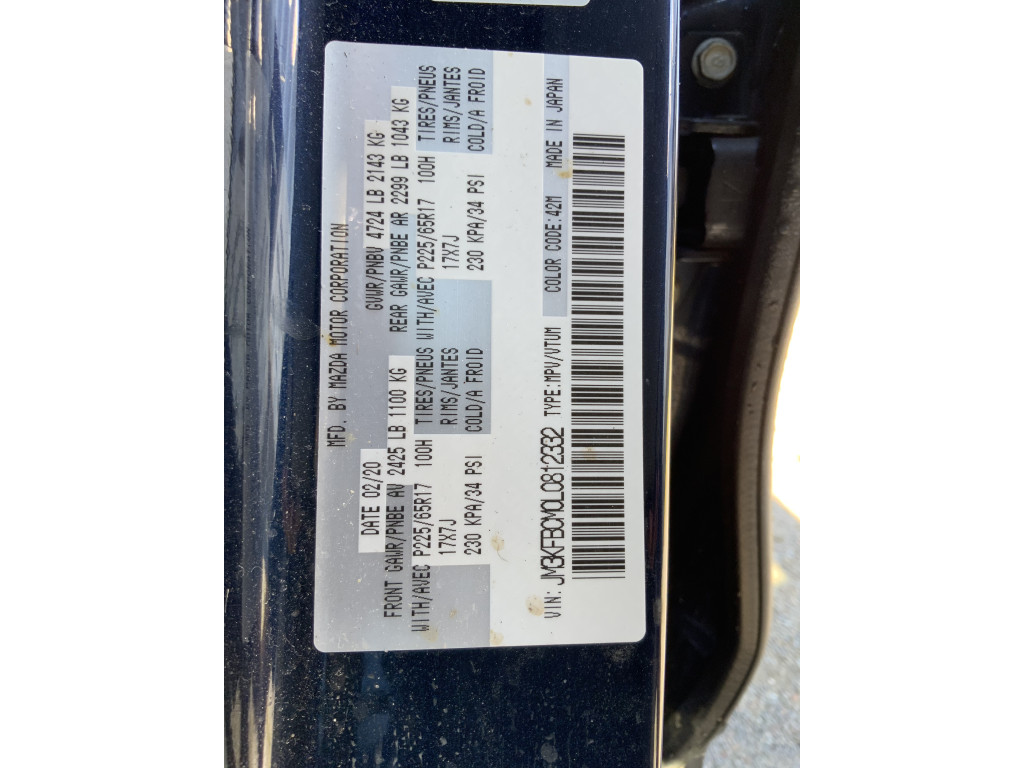 MFD. BY MAZDA MOTOR CORPORATION
DATE 02/20 GVWR/PNBV 4724 LB 2143 KG
FRONT GAWR/PNBE AV 2425 LB 1100 KG REAR GAWR/PNBE AR 2299 LB 1043 KG
WITH/AVEC P225/65R17 100H TIRES/PNEUS WITH/AVEC P225/65R17 100H TIRES/PNEUS
17X7J RIMS/JANTES 17X7J RIMS/JANTES
230 KPA/34 PSI COLD/A FROID 230 KPA/34 PSI COLD/A FROID
VIN: JM3KFBCM0L0812332 TYPE:MPV/VTUM COLOR CODE:42M MADE IN JAPAN